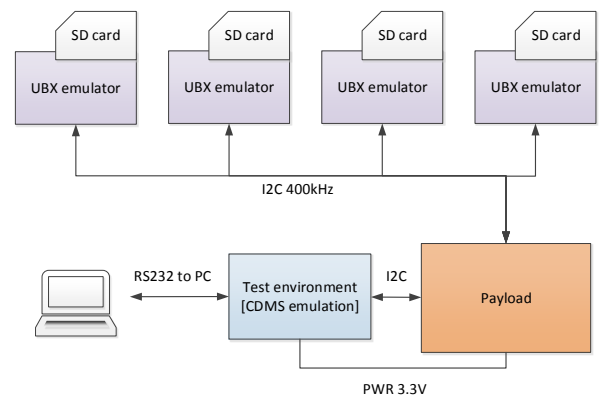 SD card
SD card
SD card
SD card
UBX emulator
UBX emulator
UBX emulator
UBX emulator
I2C 400kHz
RS232 to PC
Test environment
[CDMS emulation]
I2C
Payload
PWR 3.3V